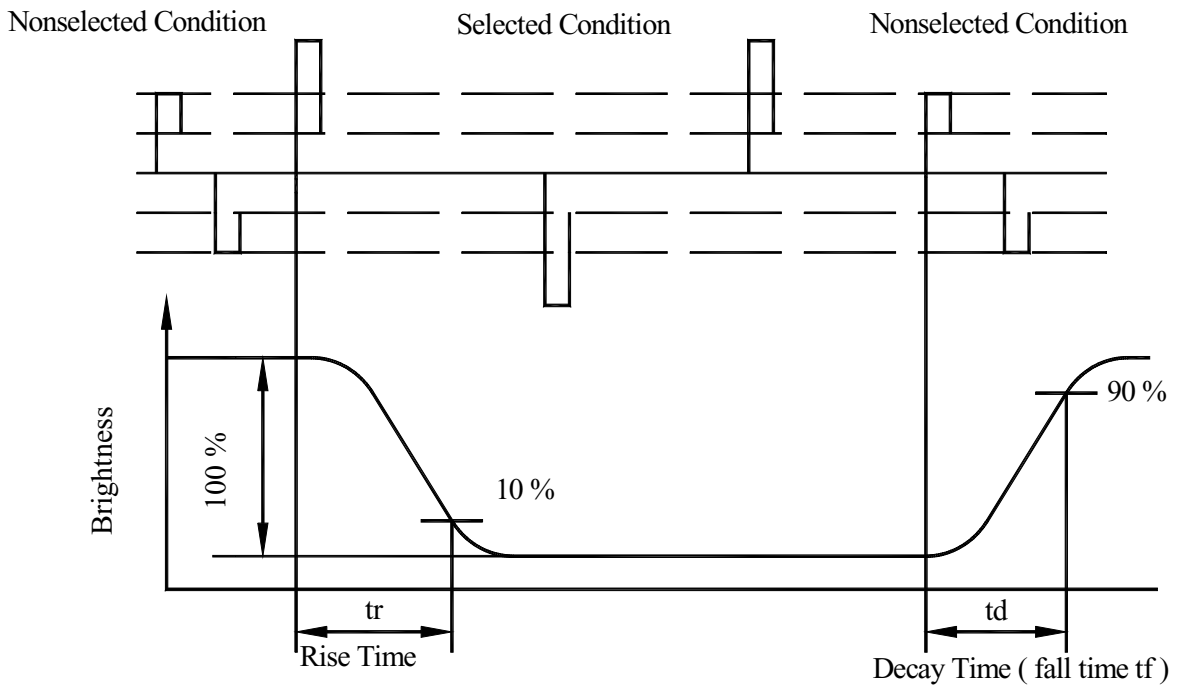 Nonselected Condition
Selected Condition
Nonselected Condition
Brightness
100 %
10 %
90 %
tr
Rise Time
td
Decay Time ( fall time tf )